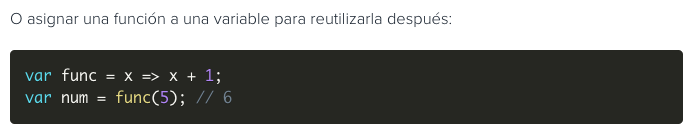 O asignar una función a una variable para reutilizarla después:
var func = x => x + 1;
var num = func(5); // 6